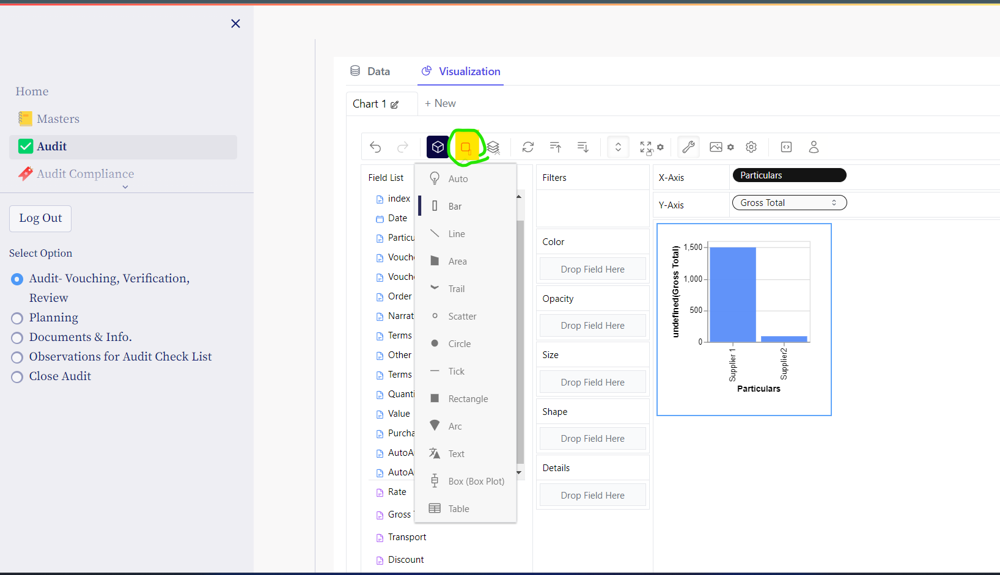 Home
Masters
Audit
Audit Compliance
Log Out
Select Option
Audit- Vouching, Verification,
Review
Planning
Documents & Info.
Observations for Audit Check List
Close Audit
Data
Visualization
Chart 1
+ New
Field List
index
Date
Particu
Vouche
Vouche
Order
Narrat
Terms
Other
Terms
Quanti
Value
Purcha
AutoA
AutoA
Rate
Gross
Transport
Discount
Auto
Bar
Line
Area
Trail
Scatter
Circle
Tick
Rectangle
Arc
Text
Box (Box Plot)
Table
Filters
Color
Drop Field Here
Opacity
Drop Field Here
Size
Drop Field Here
Shape
Drop Field Here
Details
Drop Field Here
X-Axis
Particulars
Y-Axis
Gross Total
undefined(Gross Total)
1,500
1,000
500
0
Supplier 1
Supplier2
Particulars